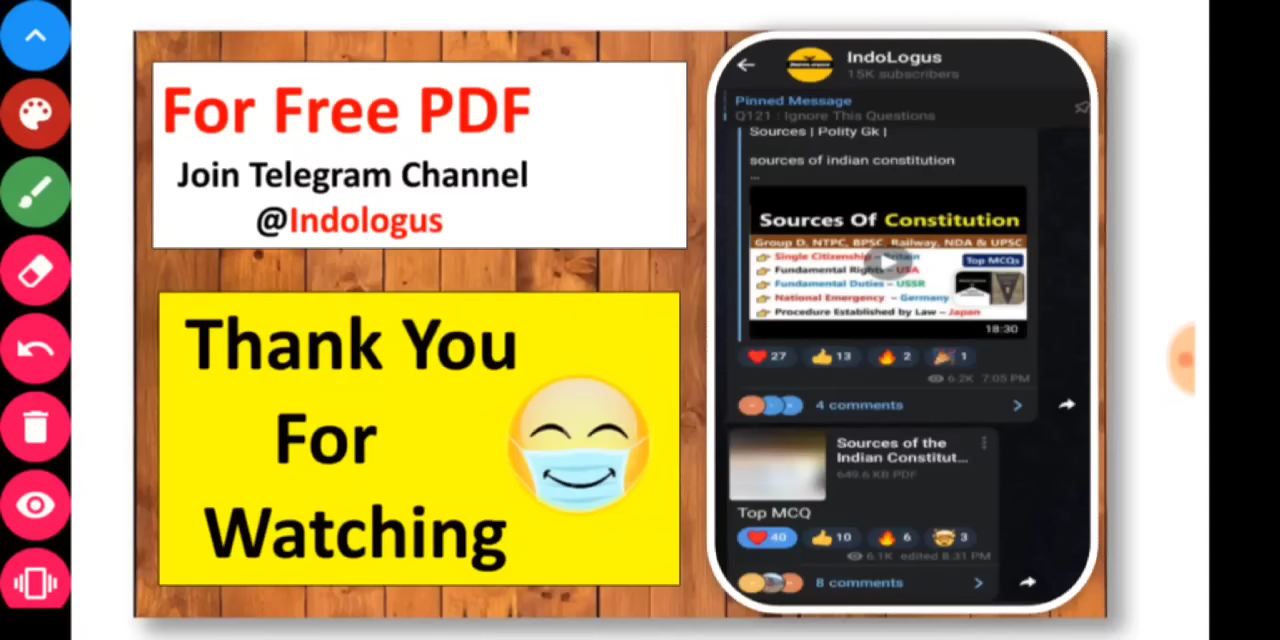 For Free PDF
Join Telegram Channel
@Indologus
Thank You
For
Watching
IndoLogus
15K subscribers
Pinned Message
Q121 : Ignore This Questions
Sources | Polity Gk |
sources of indian constitution
...
Sources Of Constitution
Group D, NTPC, BPSC, Railway, NDA & UPSC
Single Citizenship – Britain
Top MCQs
Fundamental Rights – USA
Fundamental Duties – USSR
National Emergency – Germany
Procedure Established by Law – Japan
18:30
27 13 2 1
6.2K 7:05 PM
4 comments
Sources of the
Indian Constitut...
649.6 KB PDF
Top MCQ
40 10 6 3
6.1K edited 8:31 PM
8 comments